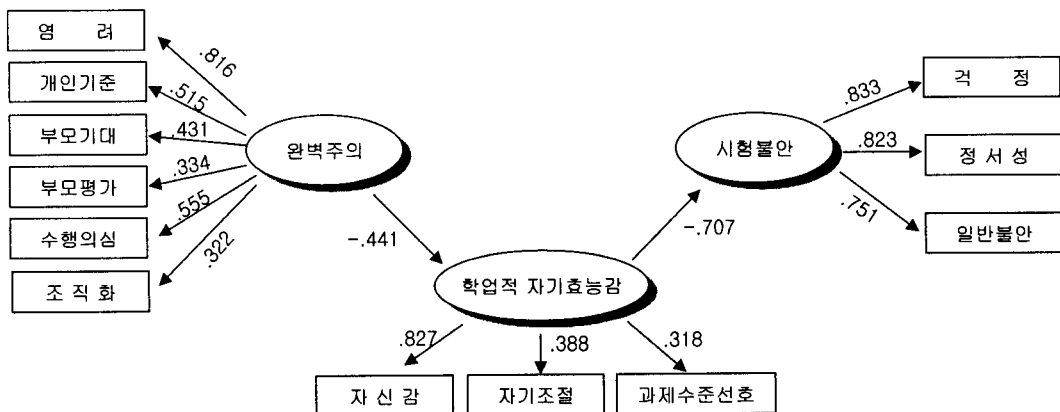 영 려
.816
개인기준
.515
부모기대
.431
부모평가
.334
수행의심
.555
조 직 화
.322
완벽주의
-.441
학업적 자기효능감
.827
자 신 감
.388
자기조절
.318
과제수준선호
-.707
시험불안
.833
걱 정
.823
정 서 성
.751
일반불안